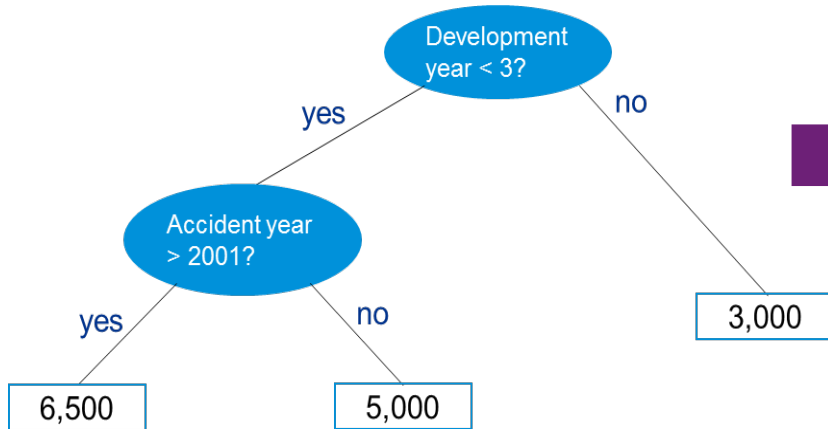 Development
year < 3?
yes
no
Accident year
> 2001?
yes
no
3,000
6,500
5,000